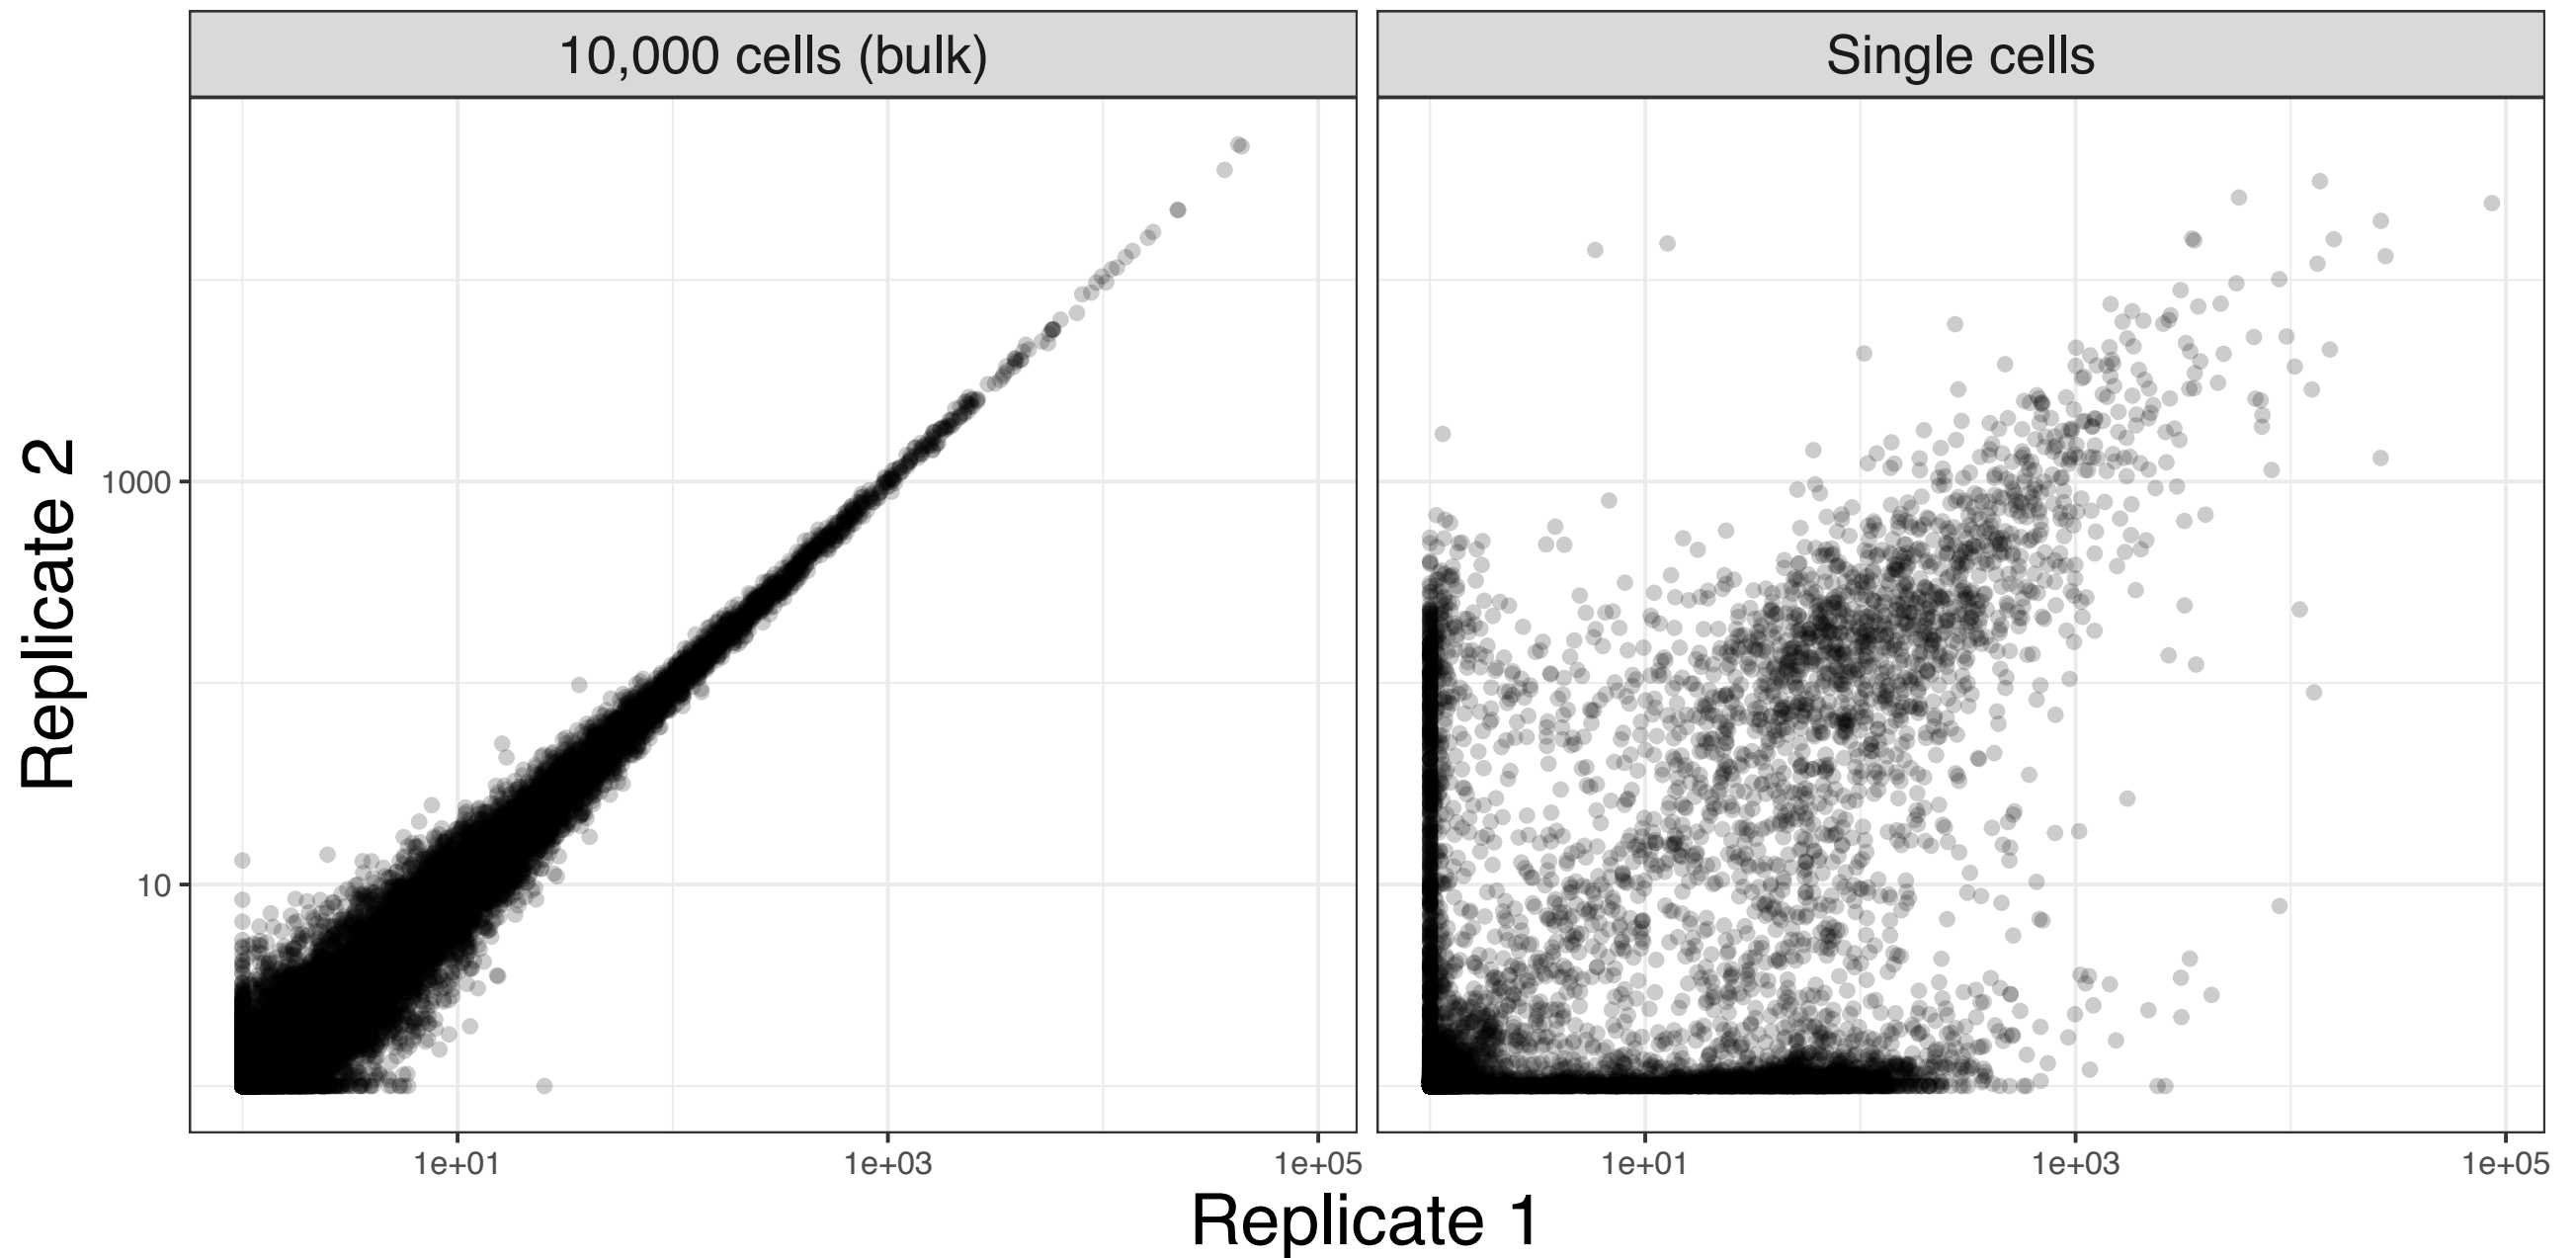 10,000 cells (bulk)
Single cells
Replicate 2
1000
10
1e+01
1e+03
1e+05
1e+01
1e+03
1e+05
Replicate 1